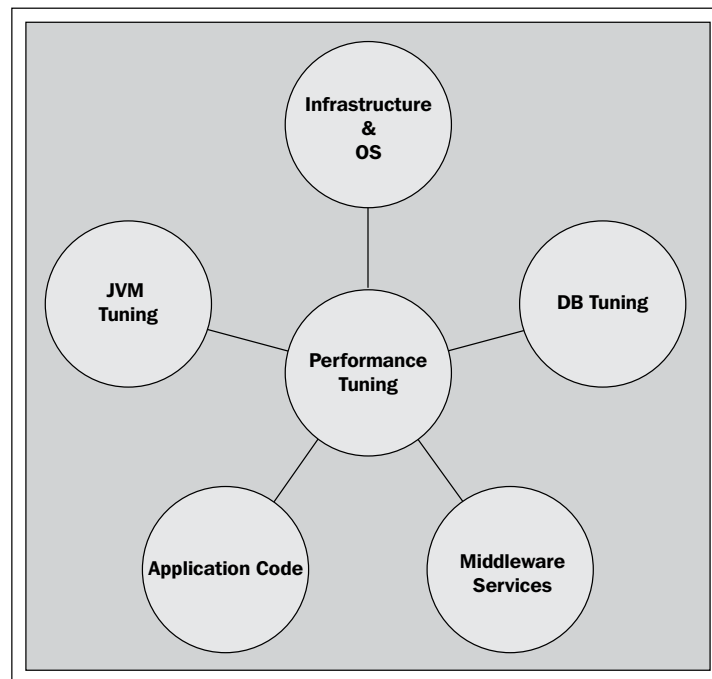 Infrastructure
&
OS
JVM
Tuning
DB Tuning
Performance
Tuning
Application Code
Middleware
Services